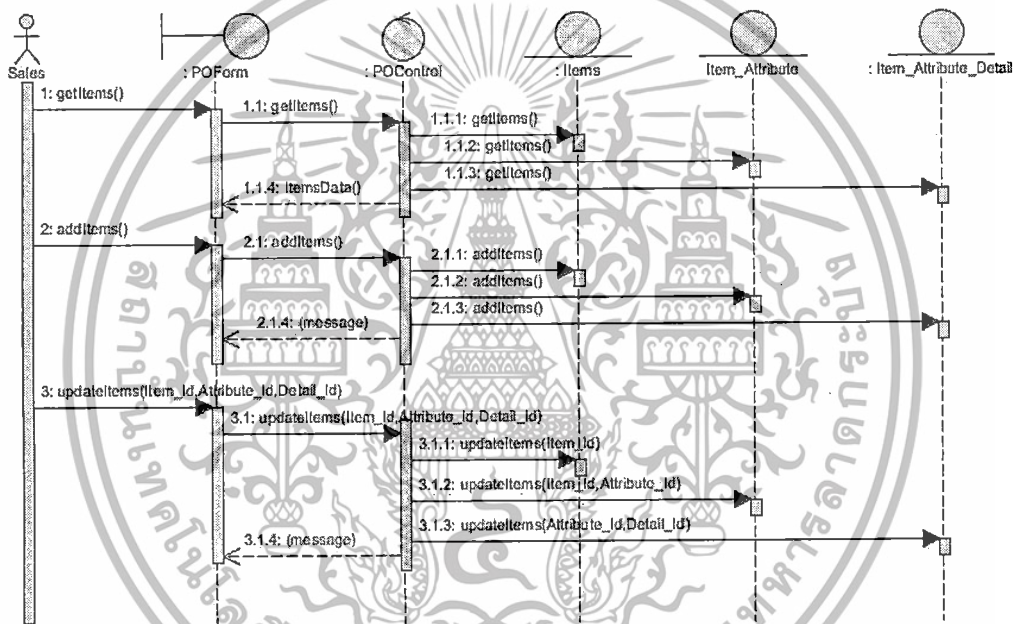 Sales
: POForm
: POControl
: Items
Item_Attribute
: Item_Attribute_Detail
1: getItems()
1.1: getItems()
1.1.1: getItems()
1.1.2: getItems()
1.1.3: getItems()
1.1.4: ItemsData()
2: addItems()
2.1: addItems()
2.1.1: addItems()
2.1.2: addItems()
2.1.3: addItems()
2.1.4: (message)
3: updateItems(Item_Id,Attribute_Id,Detail_Id)
3.1: updateItems(Item_Id,Attribute_Id,Detail_Id)
3.1.1: updateItems(Item_Id)
3.1.2: updateItems(Item_Id,Attribute_Id)
3.1.3: updateItems(Attribute_Id,Detail_Id)
3.1.4: (message)